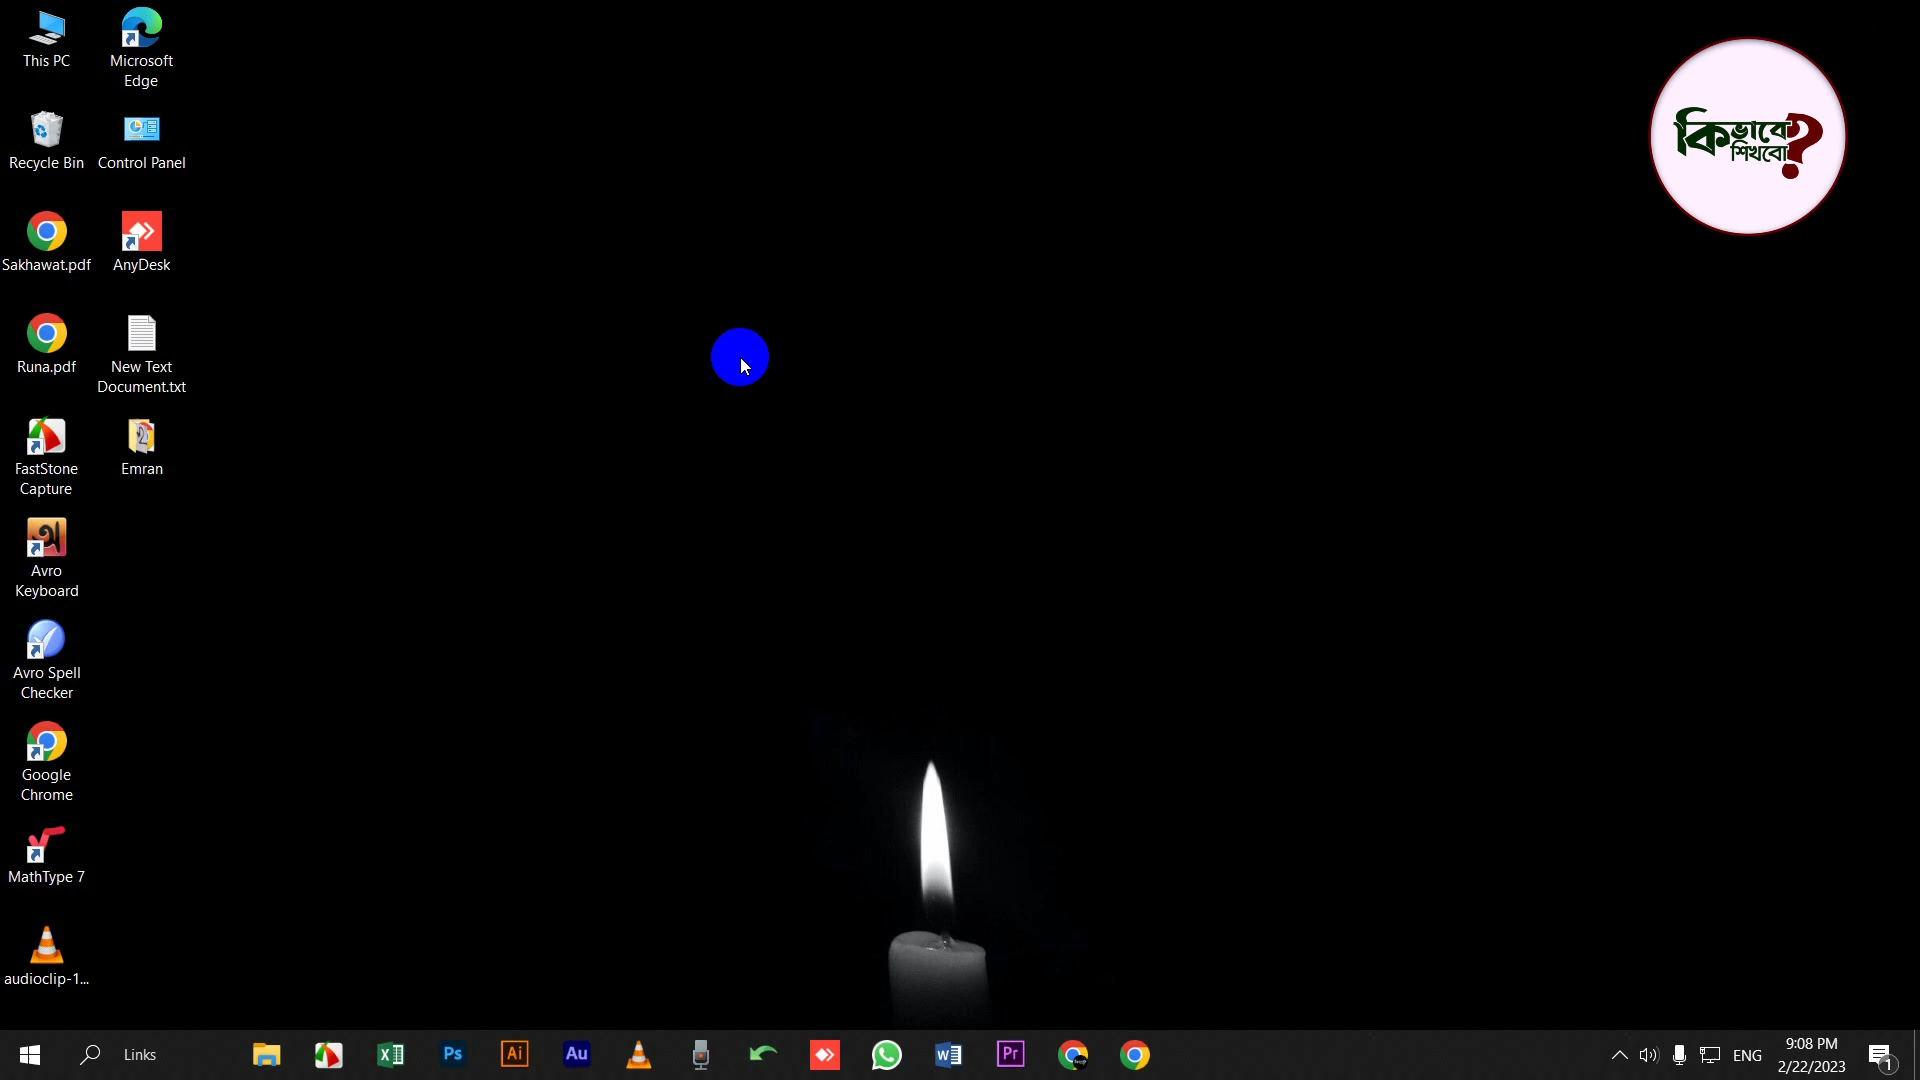 This PC
Microsoft
Edge
Recycle Bin
Control Panel
Sakhawat.pdf
AnyDesk
Runa.pdf
New Text
Document.txt
FastStone
Capture
Emran
Avro
Keyboard
Avro Spell
Checker
Google
Chrome
MathType 7
audioclip-1...
কিভাবে
শিখবো?
Links
Ps
Ai
Au
Pr
ENG
9:08 PM
2/22/2023
1